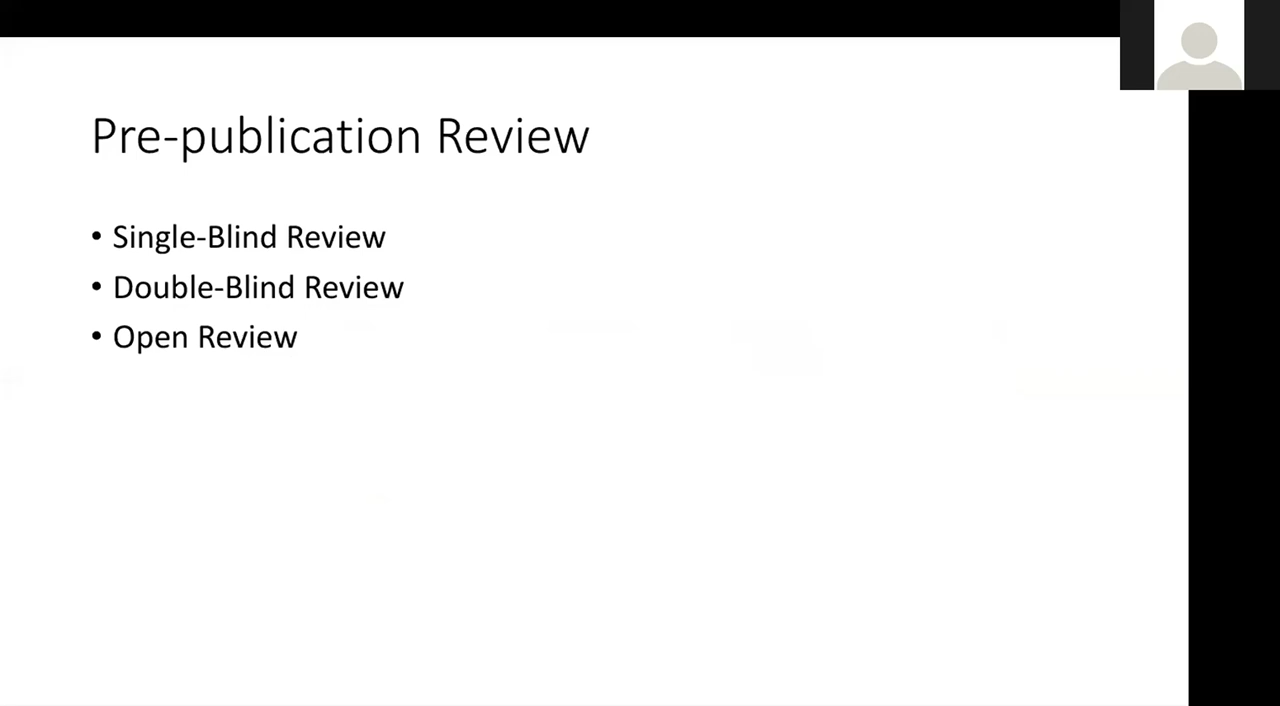 Pre-publication Review
• Single-Blind Review
• Double-Blind Review
• Open Review